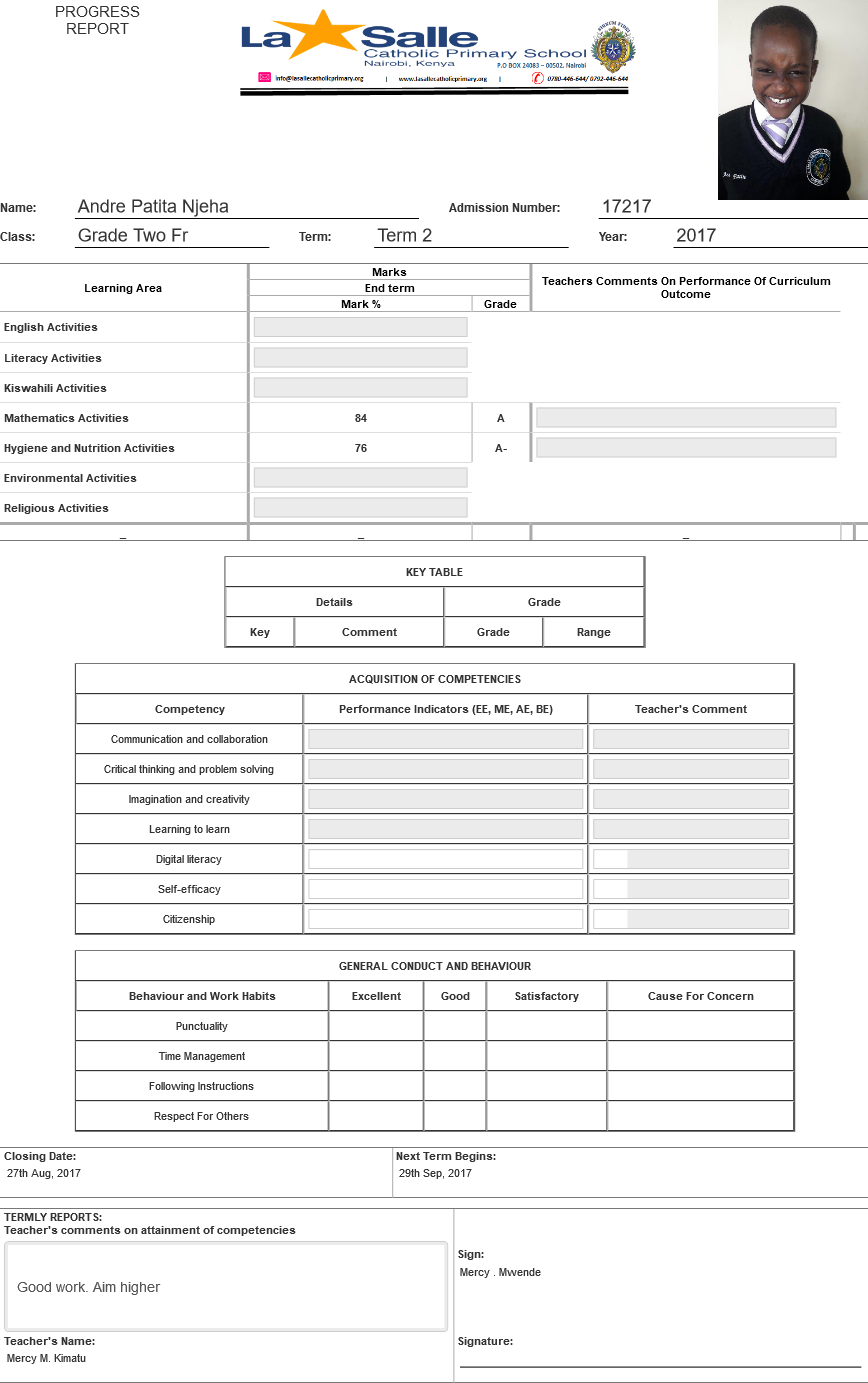 PROGRESS
REPORT
La Salle
Catholic Primary School
Nairobi, Kenya
P.O BOX 24083 – 00502, Nairobi
info@lasallecatholicprimary.org | www.lasallecatholicprimary.org | 0780-446-644/ 0792-446-644
Name: Andre Patita Njeha Admission Number: 17217
Class: Grade Two Fr Term: Term 2 Year: 2017
Learning Area Marks Teachers Comments On Performance Of Curriculum Outcome
End term
Mark % Grade
English Activities
Literacy Activities
Kiswahili Activities
Mathematics Activities 84 A
Hygiene and Nutrition Activities 76 A-
Environmental Activities
Religious Activities
– – –
KEY TABLE
Details Grade
Key Comment Grade Range
ACQUISITION OF COMPETENCIES
Competency Performance Indicators (EE, ME, AE, BE) Teacher's Comment
Communication and collaboration
Critical thinking and problem solving
Imagination and creativity
Learning to learn
Digital literacy
Self-efficacy
Citizenship
GENERAL CONDUCT AND BEHAVIOUR
Behaviour and Work Habits Excellent Good Satisfactory Cause For Concern
Punctuality
Time Management
Following Instructions
Respect For Others
Closing Date: Next Term Begins:
27th Aug, 2017 29th Sep, 2017
TERMLY REPORTS:
Teacher's comments on attainment of competencies
Sign:
Mercy . Mwende
Good work. Aim higher
Teacher's Name: Signature:
Mercy M. Kimatu